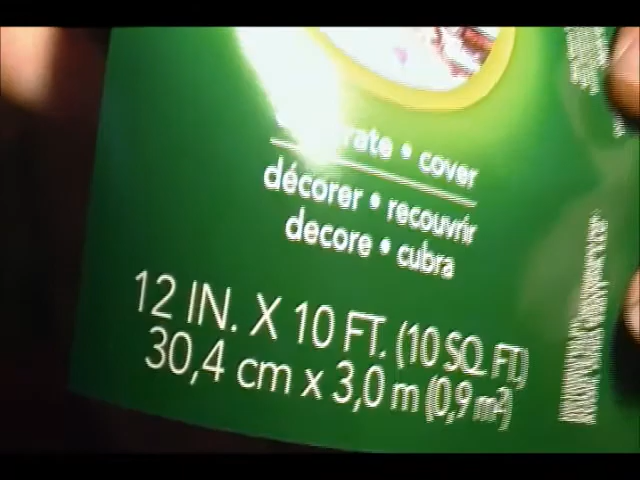 • cover
décorer • recouvrir
decore • cubra
12 IN. X 10 FT. (10 SQ. FT.)
30,4 cm x 3,0 m (0,9 m²)